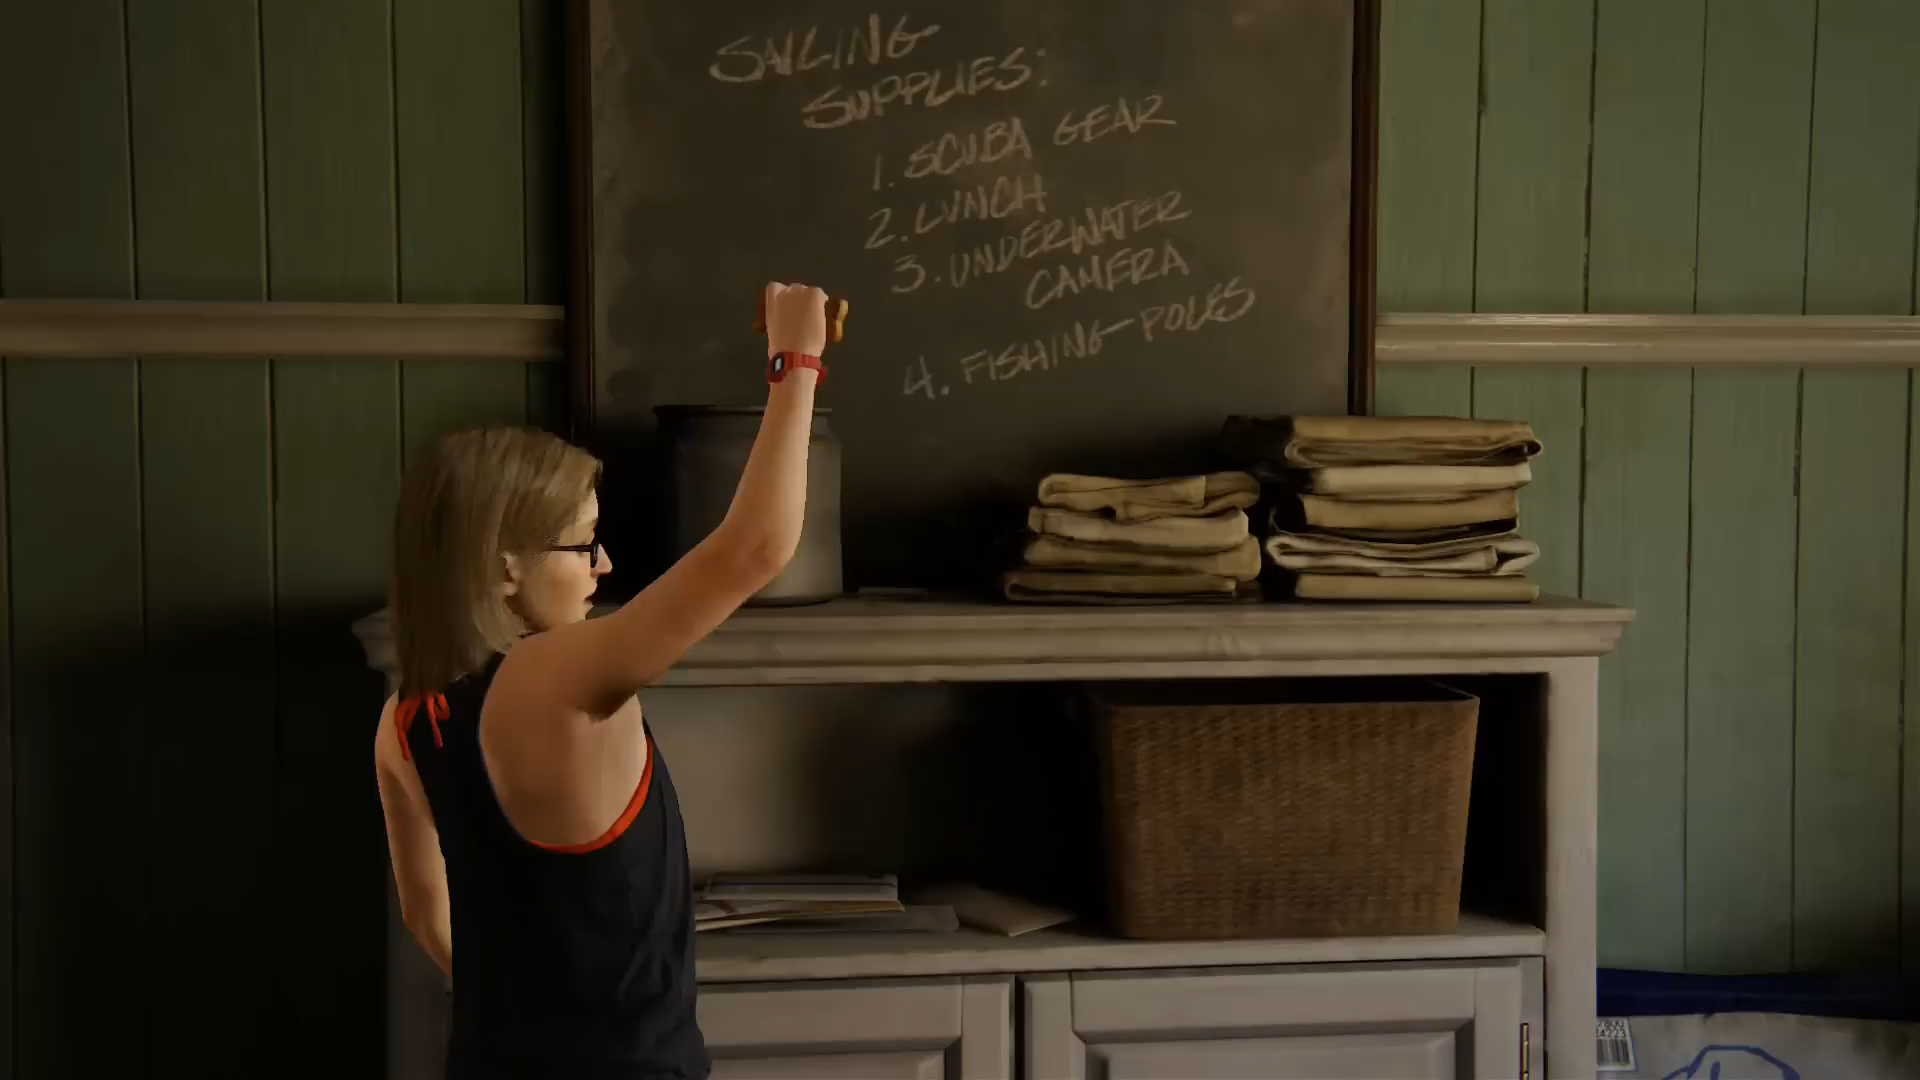 SAILING
SUPPLIES:
1. SCUBA GEAR
2. LUNCH
3. UNDERWATER
CAMERA
4. FISHING POLES